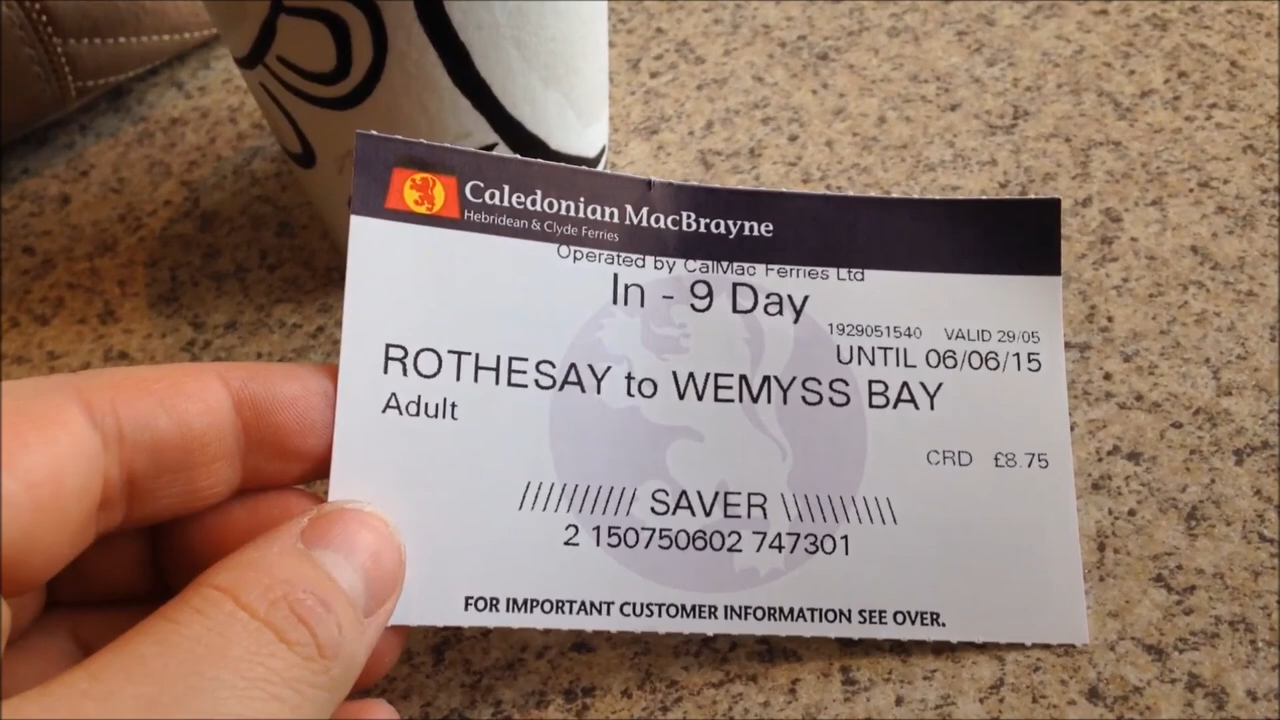 Caledonian MacBrayne
Hebridean & Clyde Ferries
Operated by CalMac Ferries Ltd
In - 9 Day
1929051540 VALID 29/05
UNTIL 06/06/15
ROTHESAY to WEMYSS BAY
Adult
CRD £8.75
////////// SAVER \\\\\\\\\\
2 150750602 747301
FOR IMPORTANT CUSTOMER INFORMATION SEE OVER.